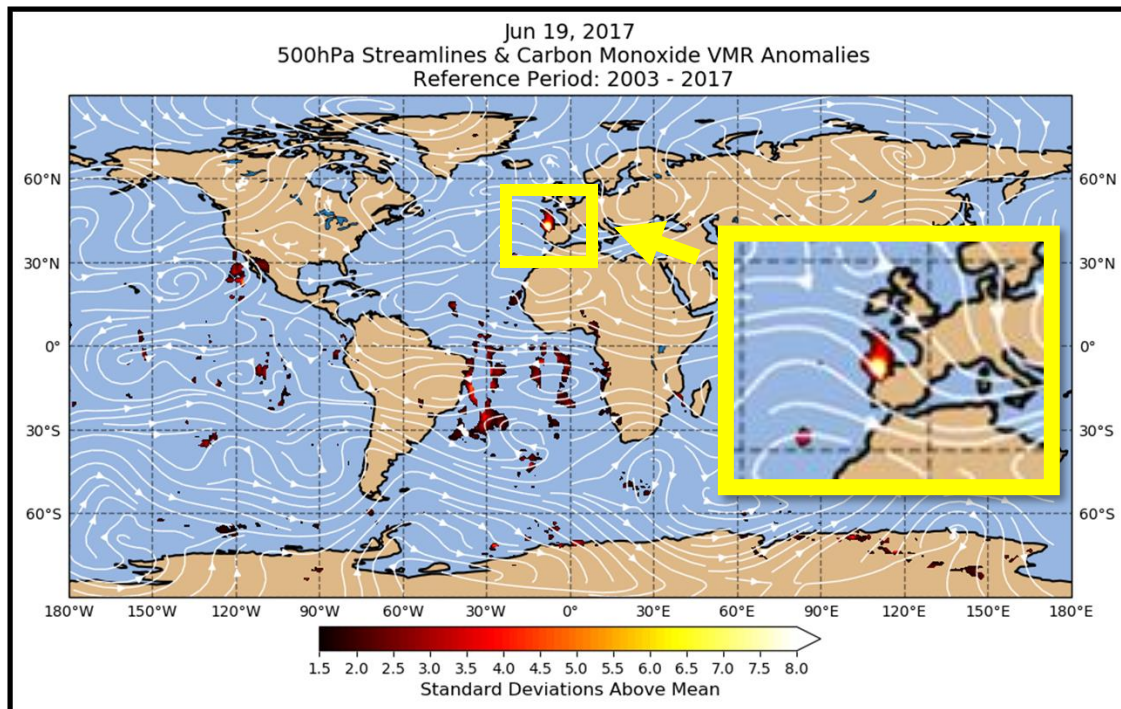 Jun 19, 2017
500hPa Streamlines & Carbon Monoxide VMR Anomalies
Reference Period: 2003 - 2017
60°N 60°N
30°N 30°N
0° 0°
30°S 30°S
60°S 60°S
180°W 150°W 120°W 90°W 60°W 30°W 0° 30°E 60°E 90°E 120°E 150°E 180°E
1.5 2.0 2.5 3.0 3.5 4.0 4.5 5.0 5.5 6.0 6.5 7.0 7.5 8.0
Standard Deviations Above Mean